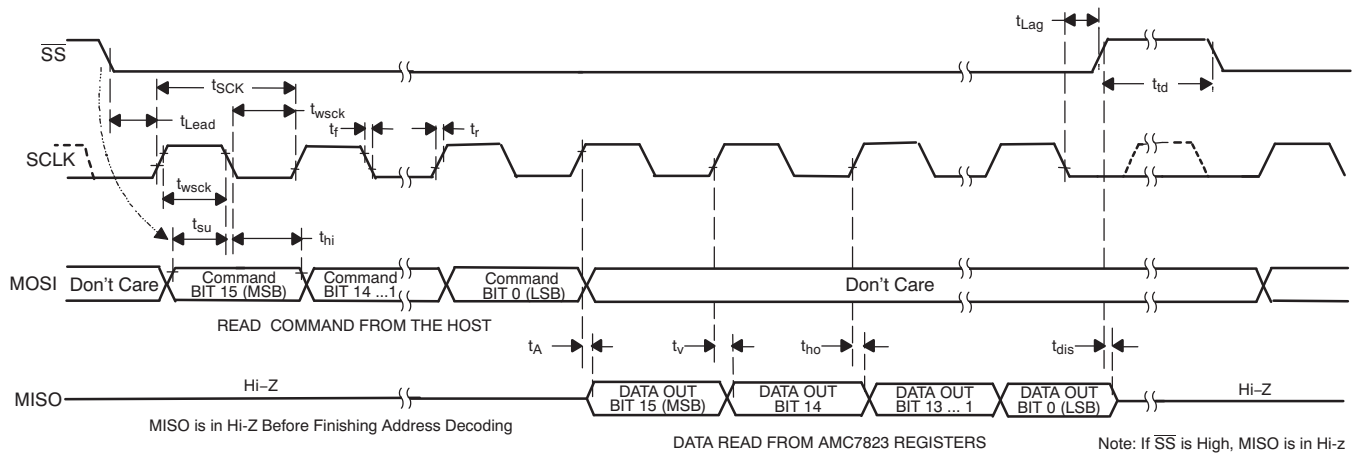 tLag
SS
ttd
tSCK
twsck
tLead
tf
tr
SCLK
twsck
tsu
thi
MOSI
Don't Care
Command
BIT 15 (MSB)
Command
BIT 14 ...1
Command
BIT 0 (LSB)
Don't Care
READ COMMAND FROM THE HOST
tA
tv
tho
tdis
MISO
Hi–Z
DATA OUT
BIT 15 (MSB)
DATA OUT
BIT 14
DATA OUT
BIT 13 ... 1
DATA OUT
BIT 0 (LSB)
Hi–Z
MISO is in Hi-Z Before Finishing Address Decoding
DATA READ FROM AMC7823 REGISTERS
Note: If SS is High, MISO is in Hi-z